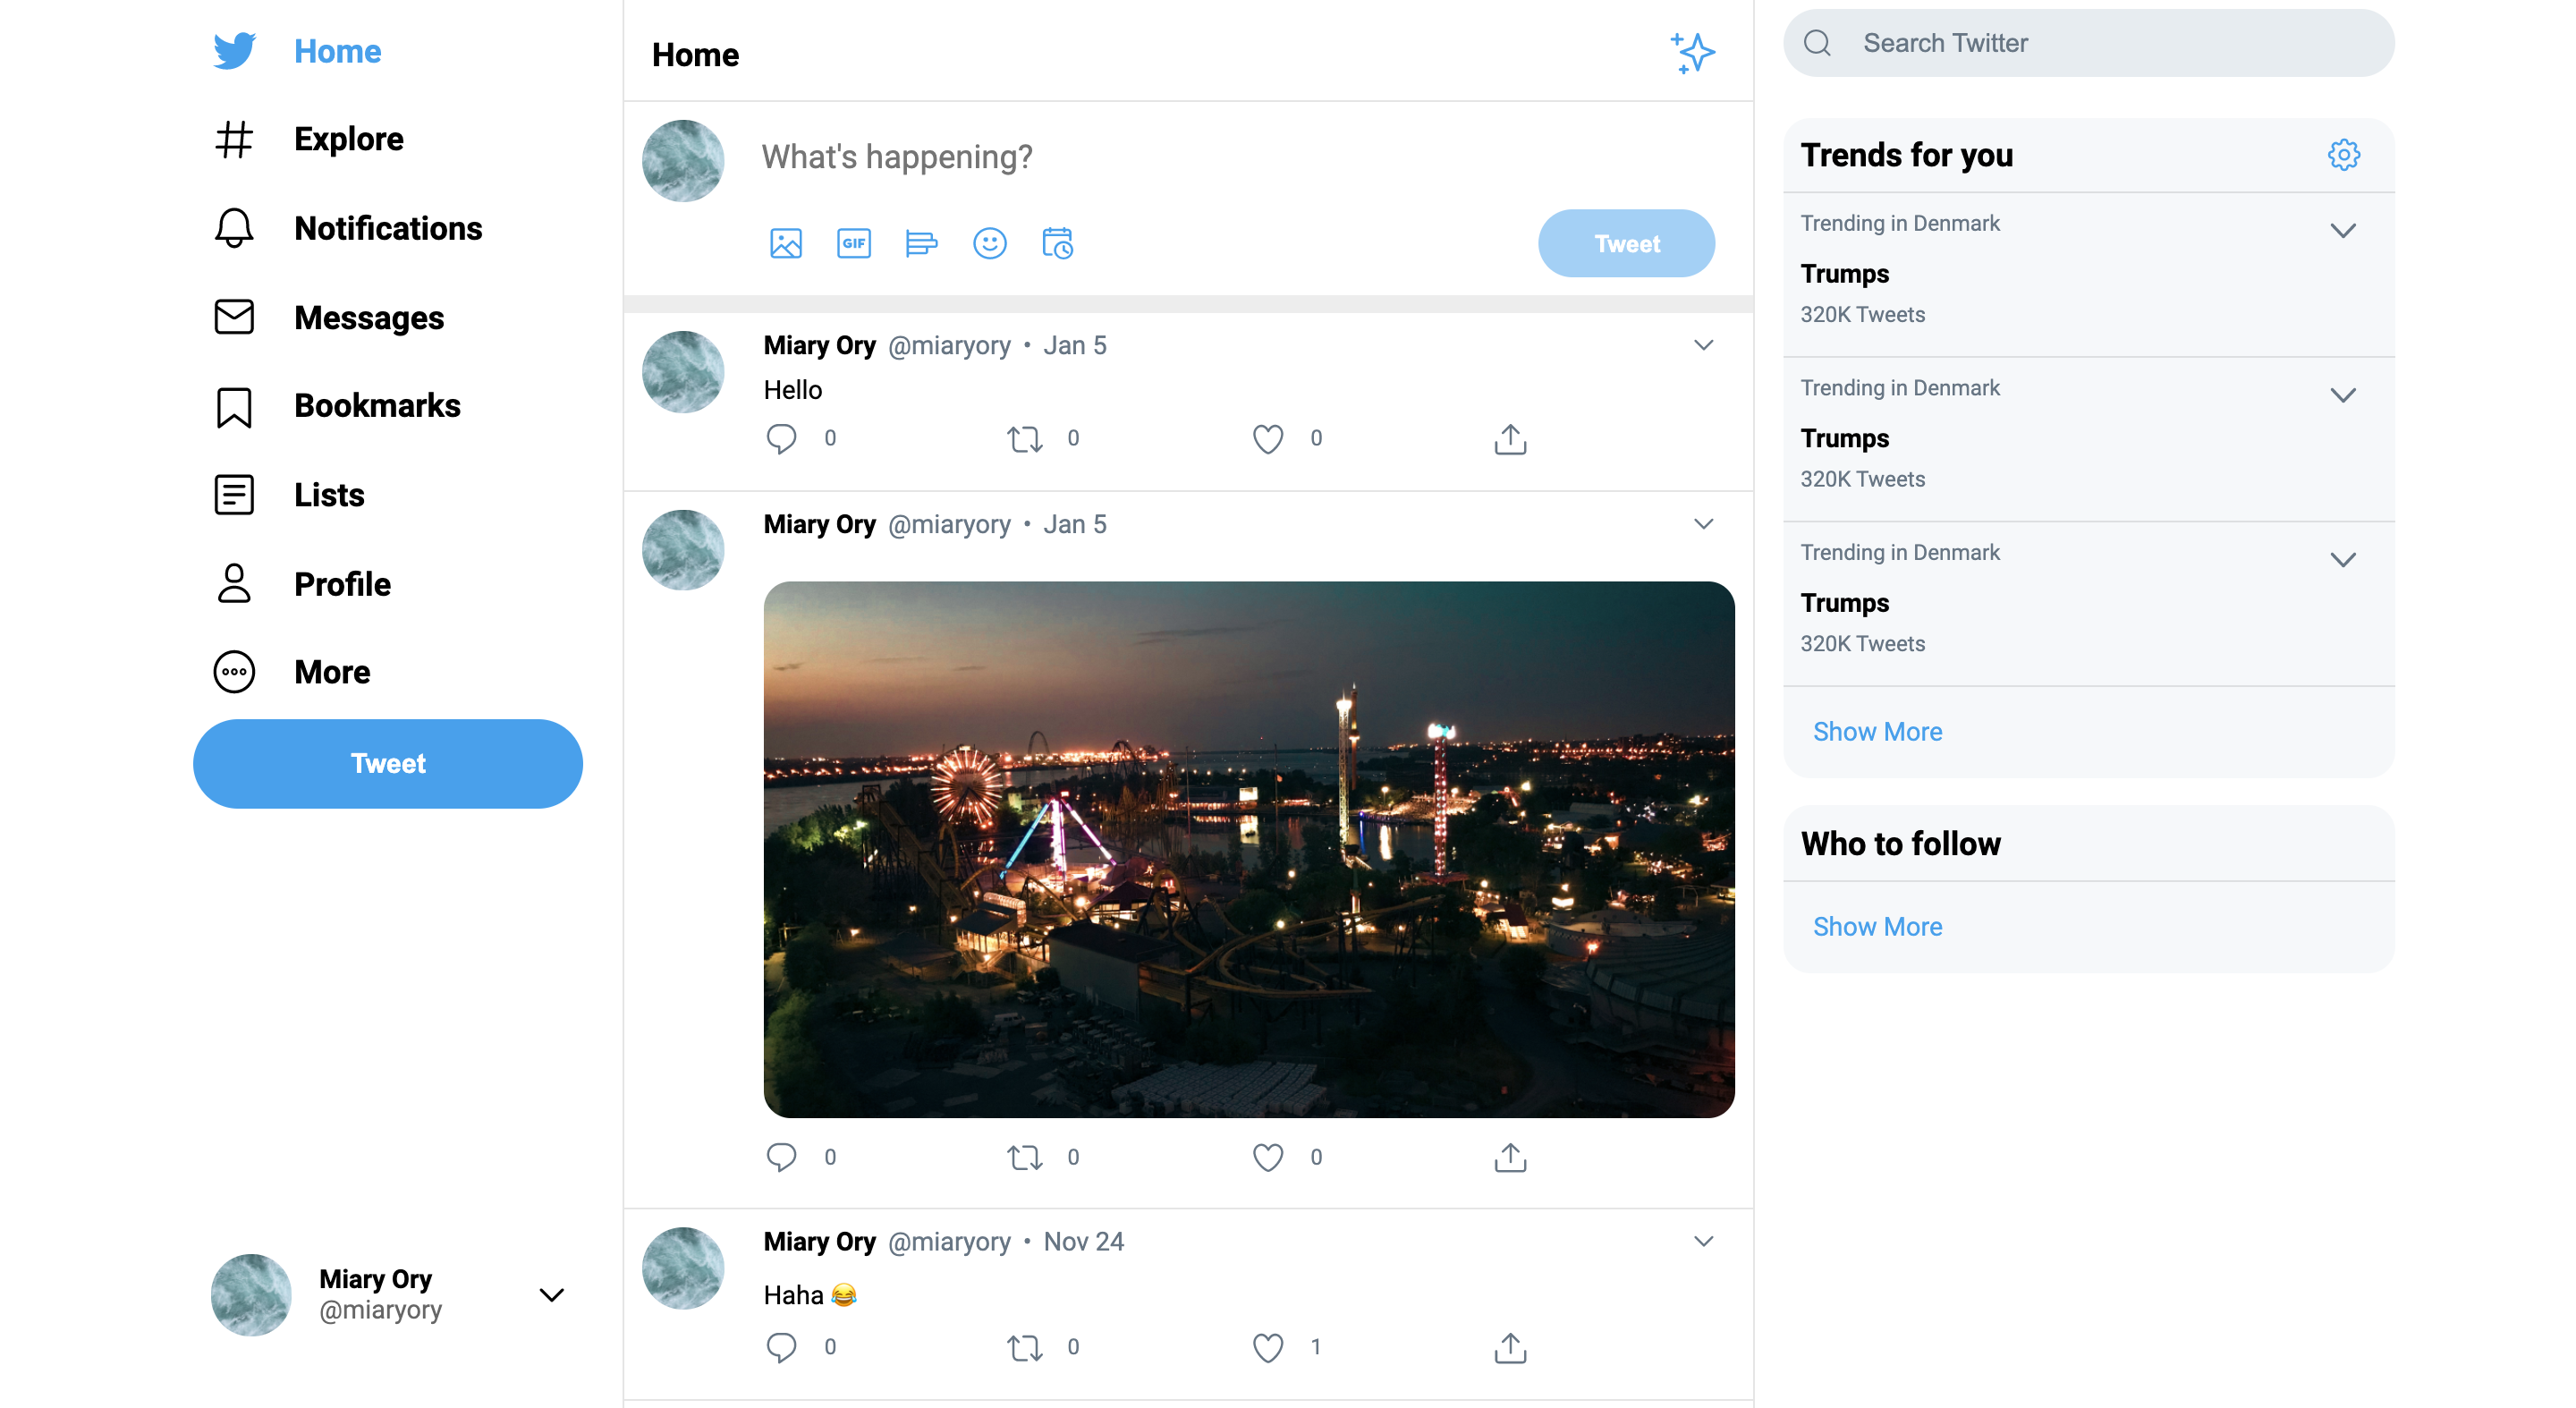 Home
Explore
Notifications
Messages
Bookmarks
Lists
Profile
More
Tweet
Miary Ory
@miaryory
Home
What's happening?
GIF
Tweet
Miary Ory @miaryory • Jan 5
Hello
0 0 0
Miary Ory @miaryory • Jan 5
0 0 0
Miary Ory @miaryory • Nov 24
Haha 😂
0 0 1
Search Twitter
Trends for you
Trending in Denmark
Trumps
320K Tweets
Trending in Denmark
Trumps
320K Tweets
Trending in Denmark
Trumps
320K Tweets
Show More
Who to follow
Show More